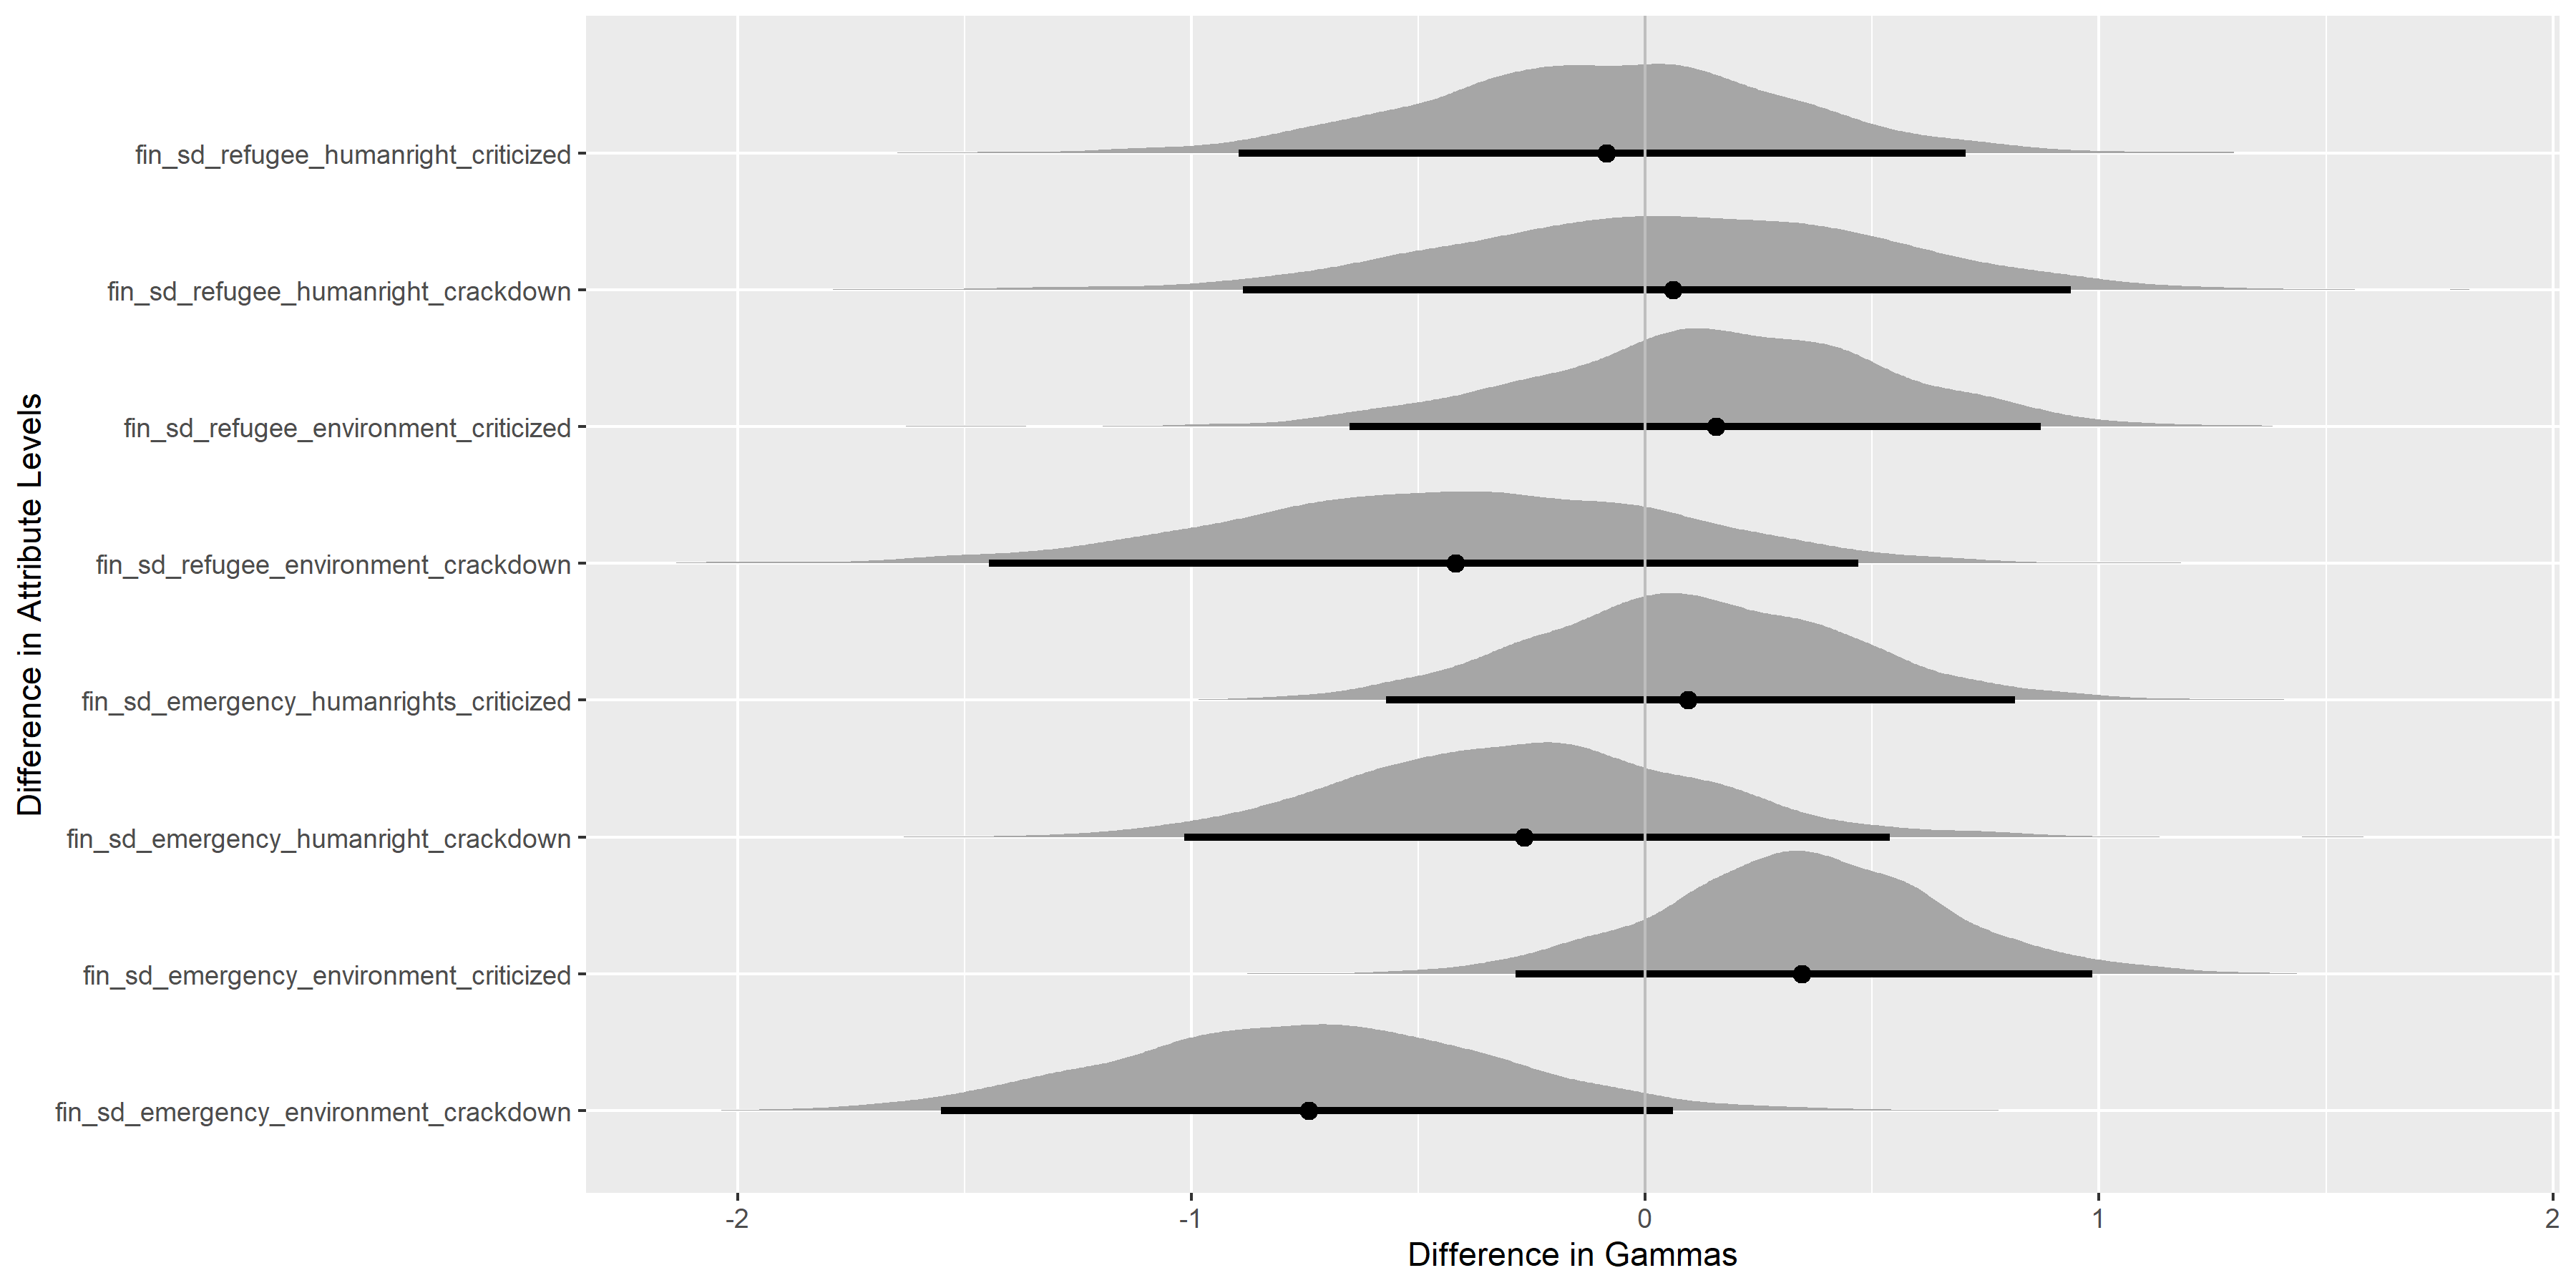 Difference in Attribute Levels
fin_sd_refugee_humanright_criticized
fin_sd_refugee_humanright_crackdown
fin_sd_refugee_environment_criticized
fin_sd_refugee_environment_crackdown
fin_sd_emergency_humanrights_criticized
fin_sd_emergency_humanright_crackdown
fin_sd_emergency_environment_criticized
fin_sd_emergency_environment_crackdown
-2 -1 0 1 2
Difference in Gammas